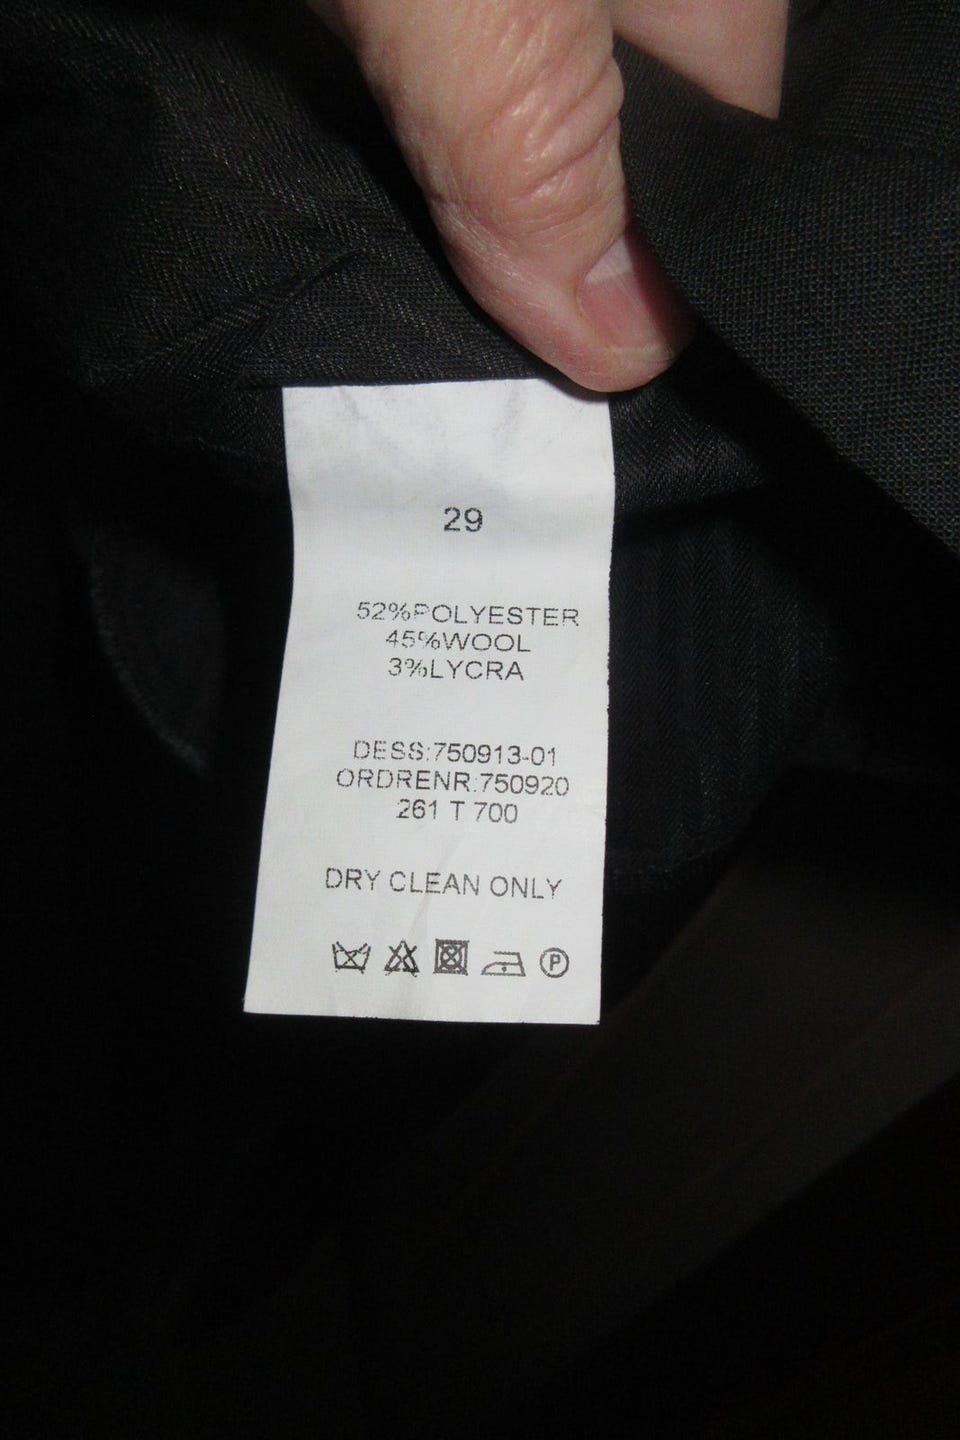 29
52%POLYESTER
45%WOOL
3%LYCRA
DESS:750913-01
ORDRENR:750920
261 T 700
DRY CLEAN ONLY
P